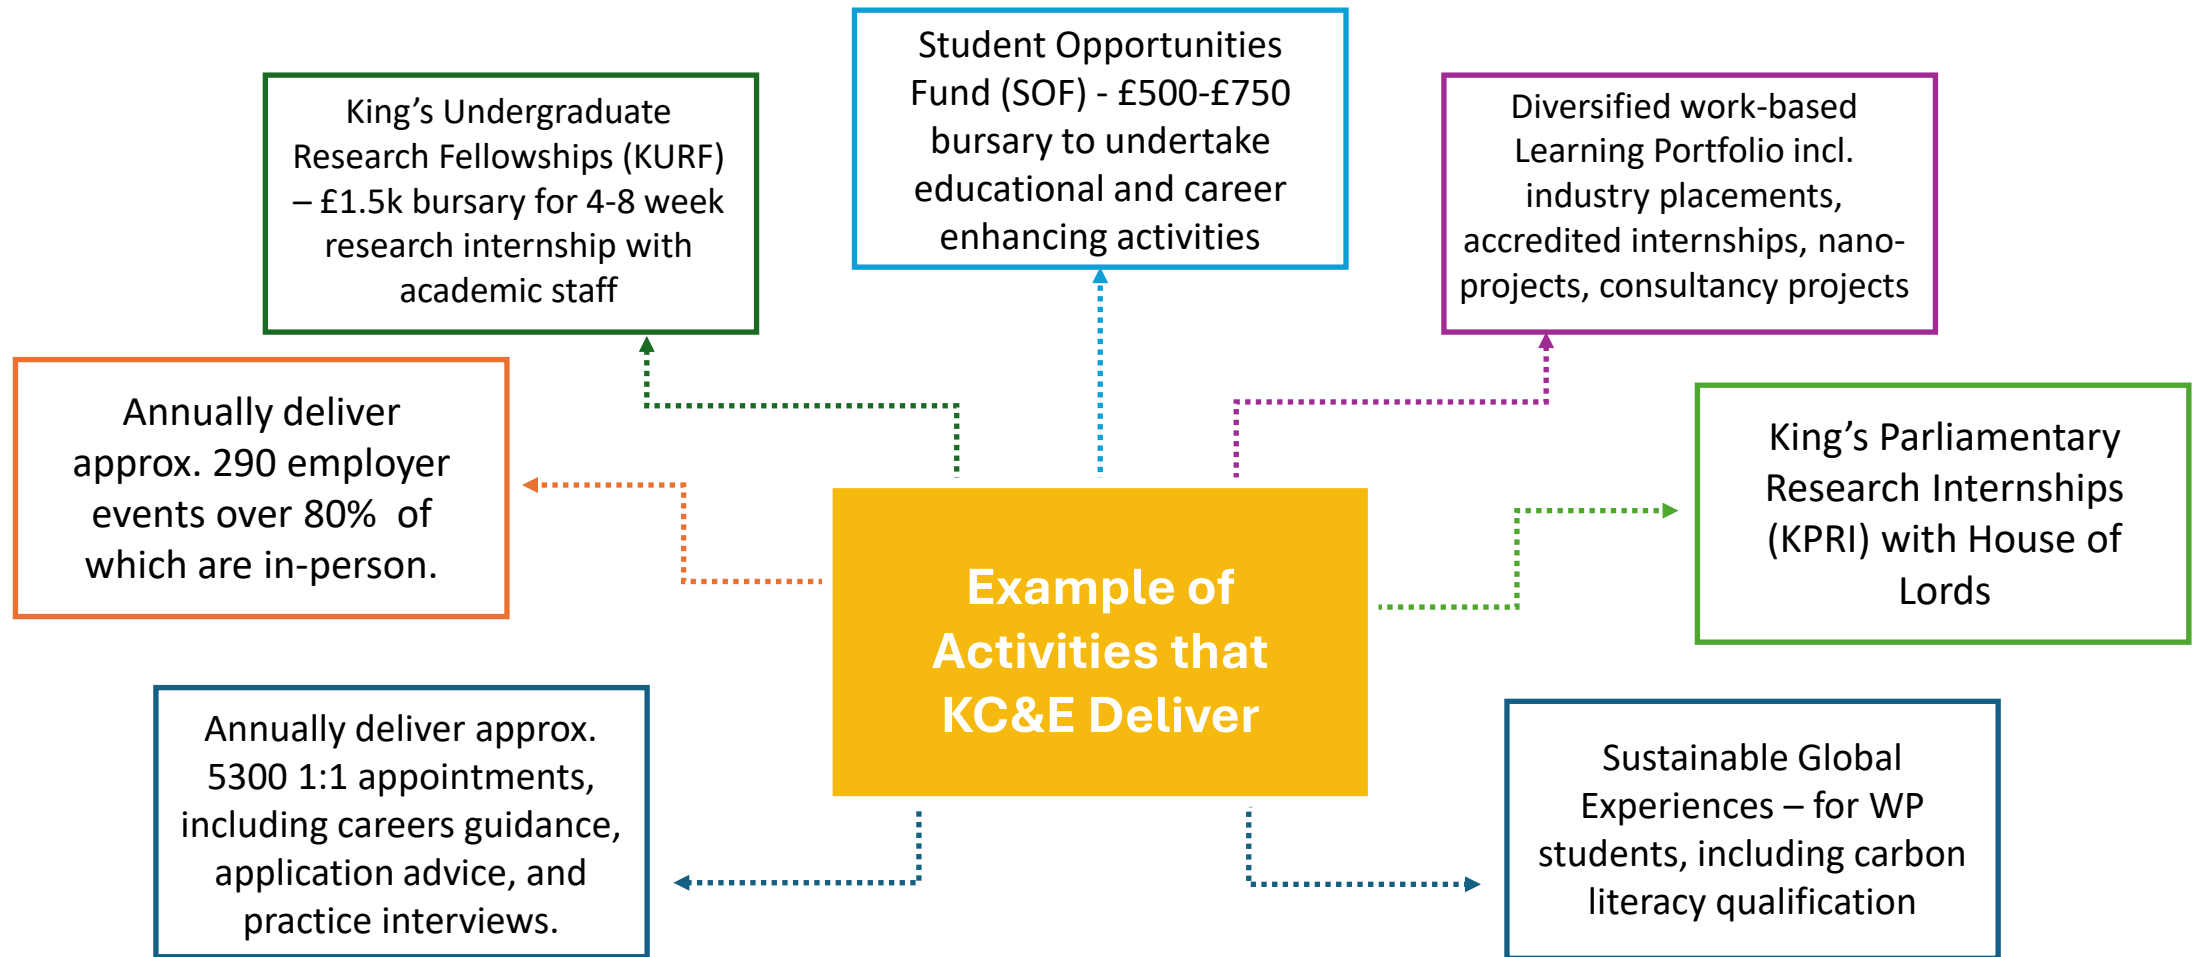 Student Opportunities
Fund (SOF) - £500-£750
bursary to undertake
educational and career
enhancing activities
King’s Undergraduate
Research Fellowships (KURF)
– £1.5k bursary for 4-8 week
research internship with
academic staff
Diversified work-based
Learning Portfolio incl.
industry placements,
accredited internships, nano-
projects, consultancy projects
Annually deliver
approx. 290 employer
events over 80%  of
which are in-person.
King’s Parliamentary
Research Internships
(KPRI) with House of
Lords
Example of
Activities that
KC&E Deliver
Annually deliver approx.
5300 1:1 appointments,
including careers guidance,
application advice, and
practice interviews.
Sustainable Global
Experiences – for WP
students, including carbon
literacy qualification